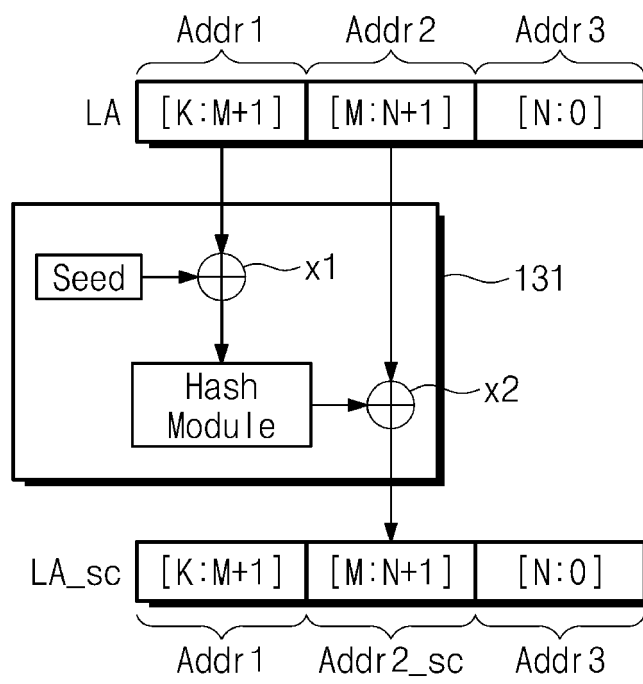 Addr1 Addr2 Addr3
LA [K:M+1] [M:N+1] [N:0]
Seed x1 131
Hash
Module x2
LA_sc [K:M+1] [M:N+1] [N:0]
Addr1 Addr2_sc Addr3